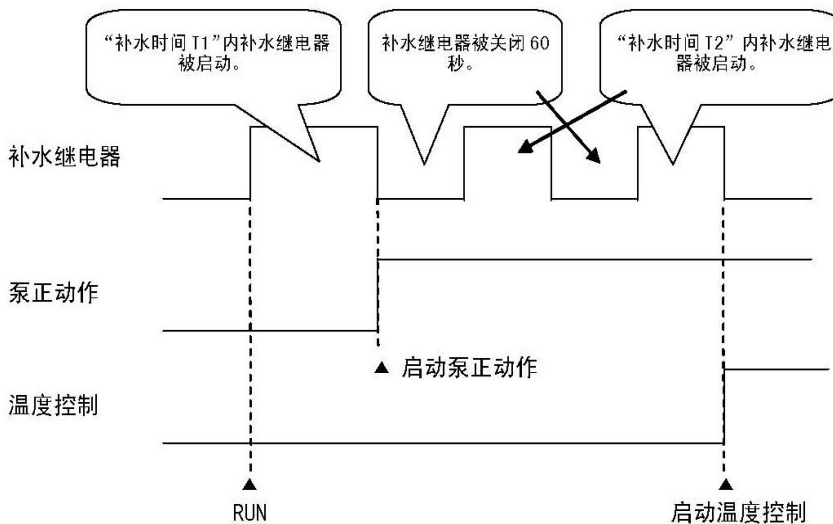 “补水时间 T1”内补水继电器
被启动。
补水继电器被关闭 60
秒。
“补水时间 T2”内补水继电
器被启动。
补水继电器
泵正动作
▲ 启动泵正动作
温度控制
RUN
启动温度控制